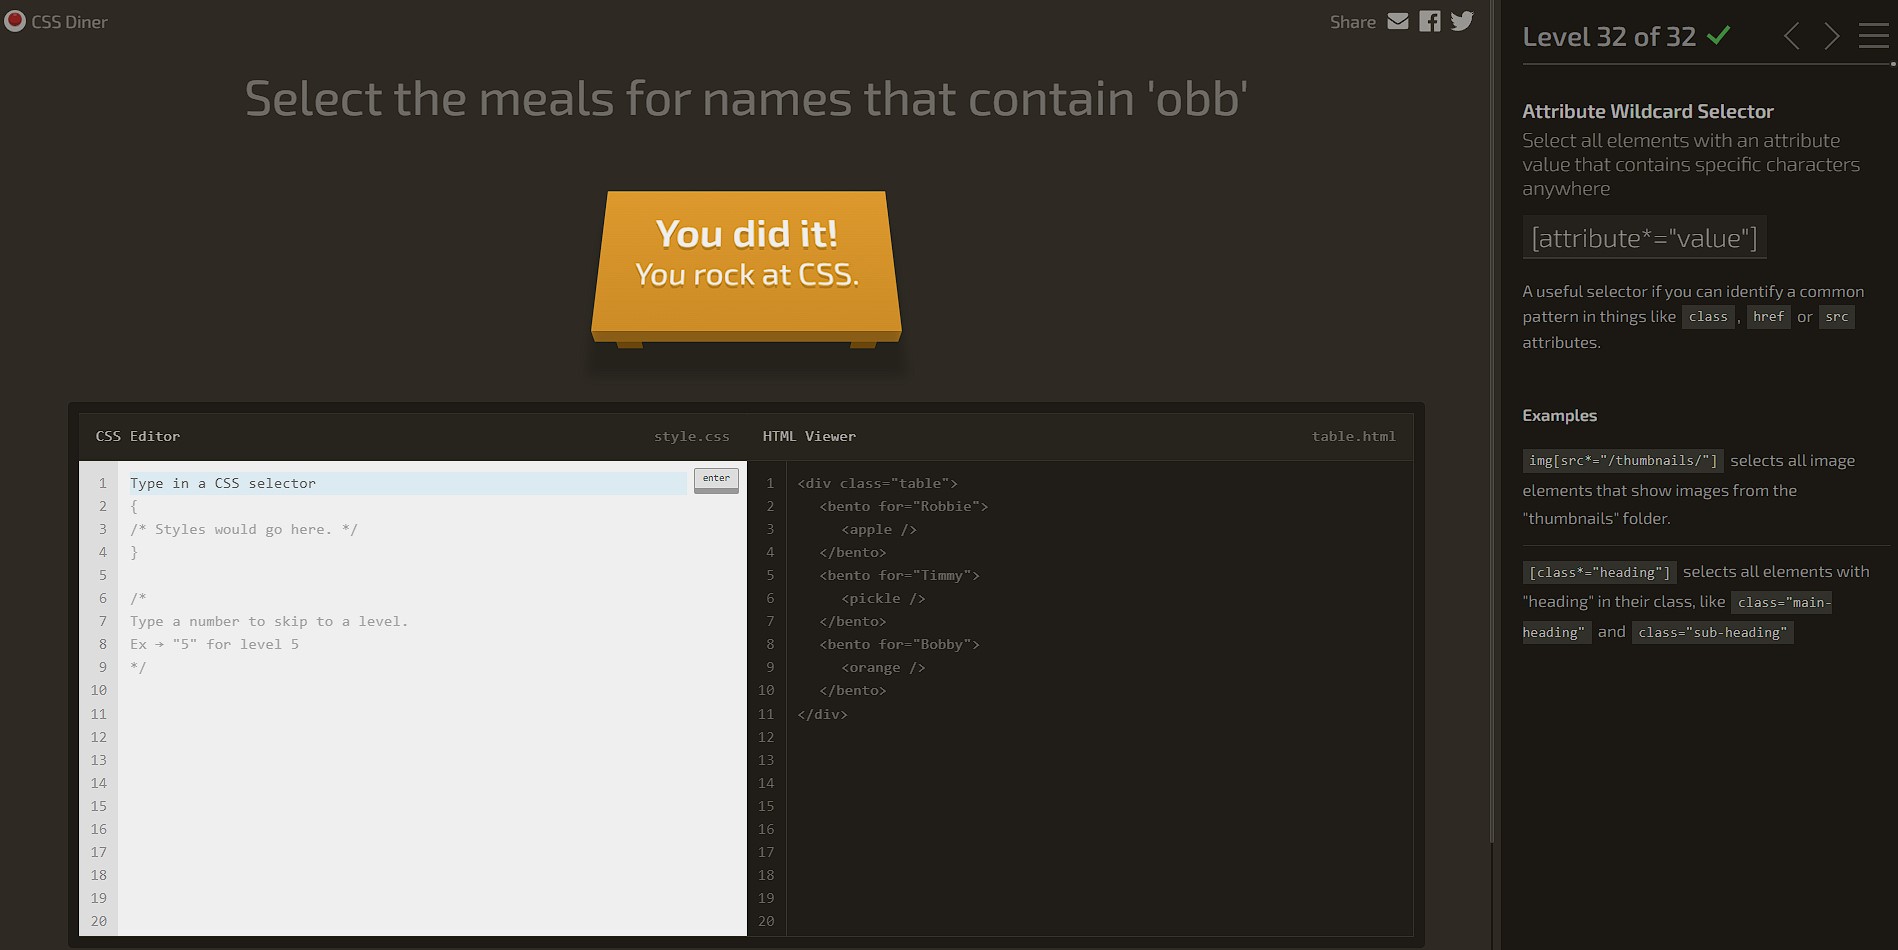 CSS Diner
Share
Select the meals for names that contain 'obb'
You did it!
You rock at CSS.
CSS Editor
style.css
1 Type in a CSS selector
enter
2 {
3 /* Styles would go here. */
4 }
5
6 /*
7 Type a number to skip to a level.
8 Ex → "5" for level 5
9 */
10
11
12
13
14
15
16
17
18
19
20
HTML Viewer
table.html
1 <div class="table">
2 <bento for="Robbie">
3 <apple />
4 </bento>
5 <bento for="Timmy">
6 <pickle />
7 </bento>
8 <bento for="Bobby">
9 <orange />
10 </bento>
11 </div>
12
13
14
15
16
17
18
19
20
Level 32 of 32
Attribute Wildcard Selector
Select all elements with an attribute
value that contains specific characters
anywhere
[attribute*="value"]
A useful selector if you can identify a common
pattern in things like class, href or src
attributes.
Examples
img[src*="/thumbnails/"] selects all image
elements that show images from the
"thumbnails" folder.
[class*="heading"] selects all elements with
"heading" in their class, like class="main-
heading" and class="sub-heading"